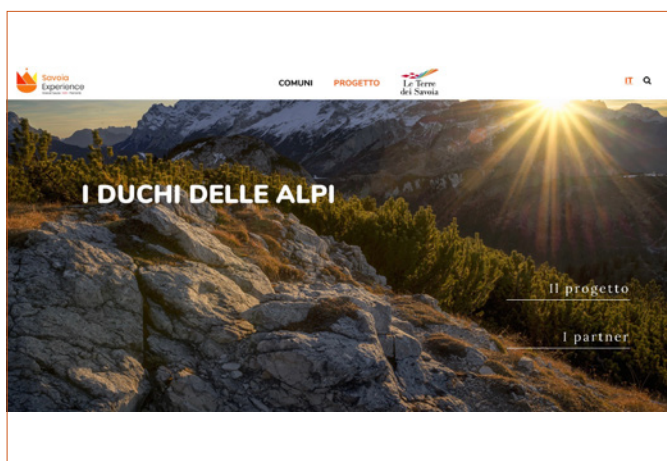 Savoia
Experience
COMUNI
PROGETTO
Le Terre
dei Savoia
IT
I DUCHI DELLE ALPI
Il progetto
I partner